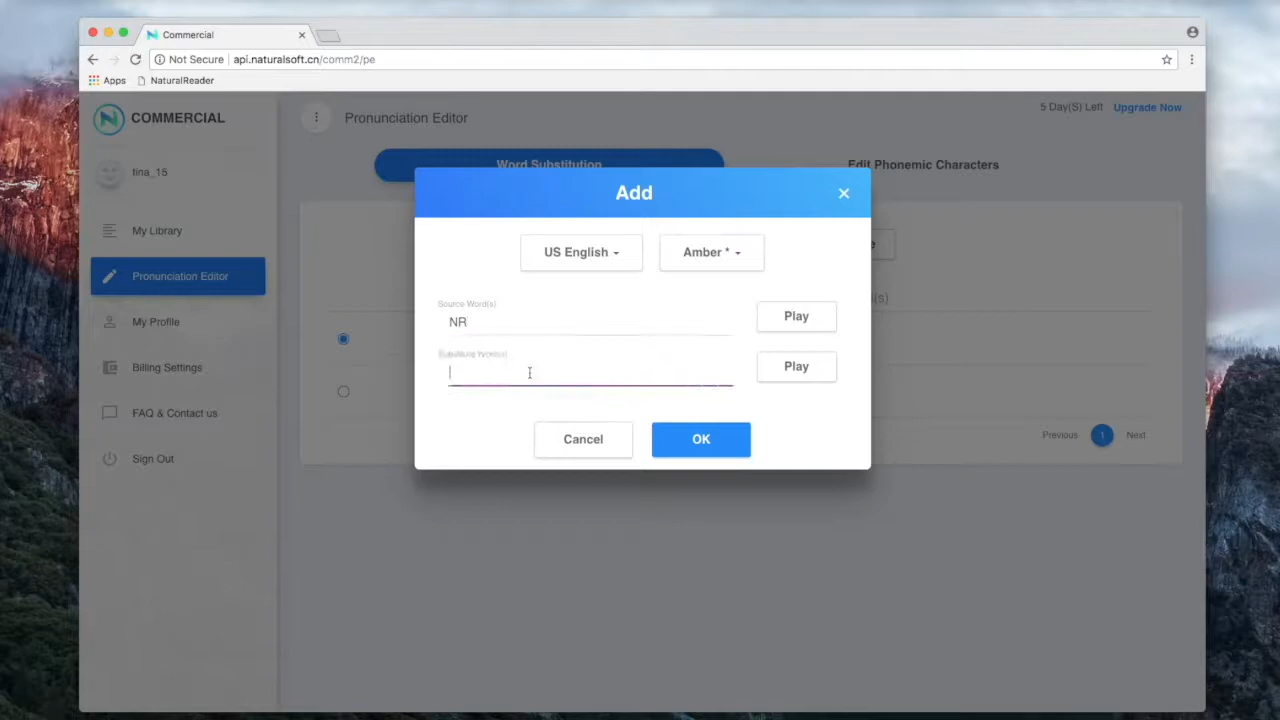 Commercial
Not Secure api.naturalsoft.cn/comm2/pe
Apps NaturalReader
COMMERCIAL
Pronunciation Editor
5 Day(S) Left Upgrade Now
tina_15
Word Substitution
Edit Phonemic Characters
Add
My Library
US English
Amber *
e
Pronunciation Editor
Source Word(s)
(s)
NR
Play
My Profile
Play
Billing Settings
FAQ & Contact us
Cancel
OK
Previous 1 Next
Sign Out